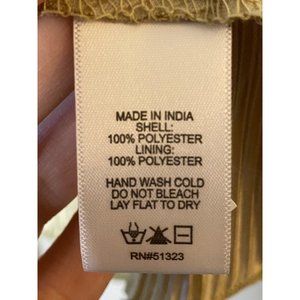 MADE IN INDIA
SHELL:
100% POLYESTER
LINING:
100% POLYESTER
HAND WASH COLD
DO NOT BLEACH
LAY FLAT TO DRY
RN#51323